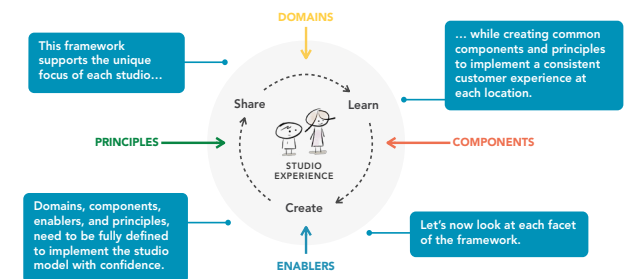 DOMAINS
This framework
supports the unique
focus of each studio…
… while creating common
components and principles
to implement a consistent
customer experience at
each location.
Share
Learn
PRINCIPLES
COMPONENTS
STUDIO
EXPERIENCE
Create
Domains, components,
enablers, and principles,
need to be fully defined
to implement the studio
model with confidence.
Let’s now look at each facet
of the framework.
ENABLERS